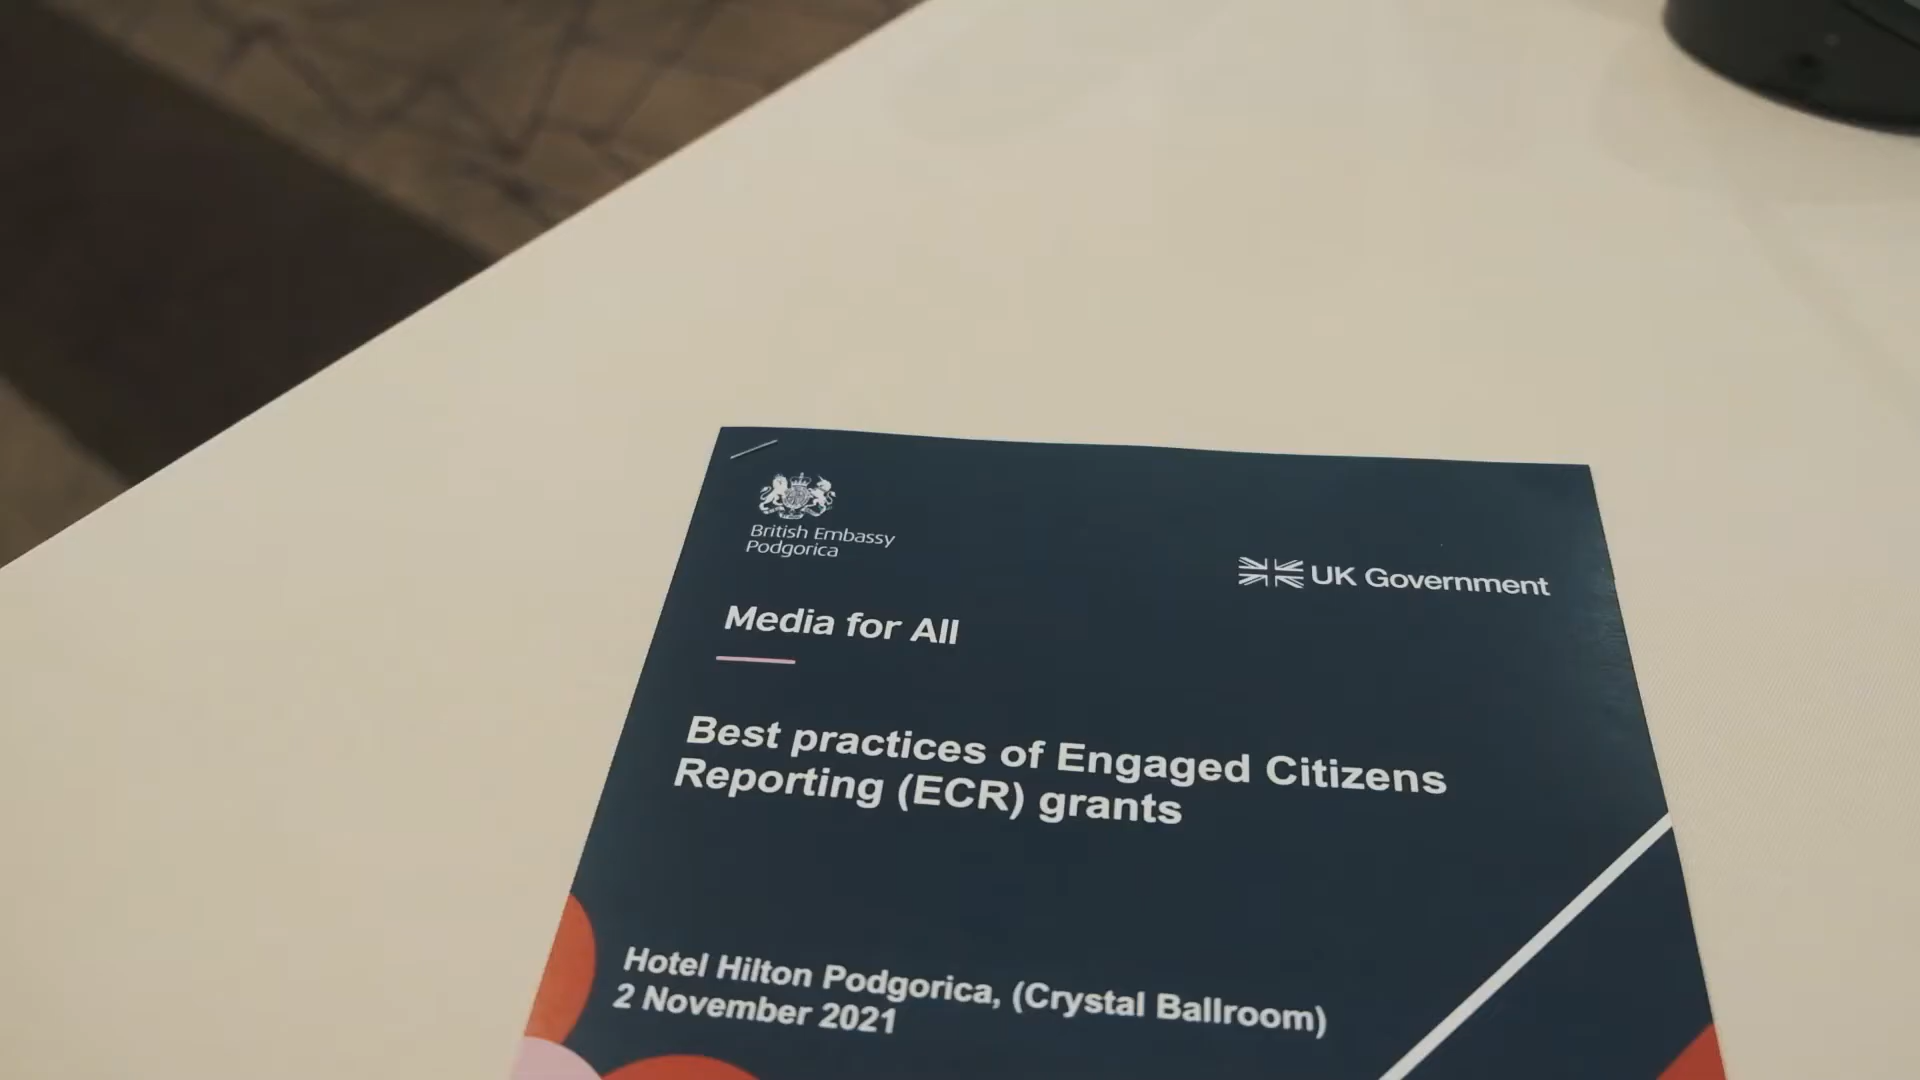 British Embassy
Podgorica
UK Government
Media for All
Best practices of Engaged Citizens
Reporting (ECR) grants
Hotel Hilton Podgorica, (Crystal Ballroom)
2 November 2021